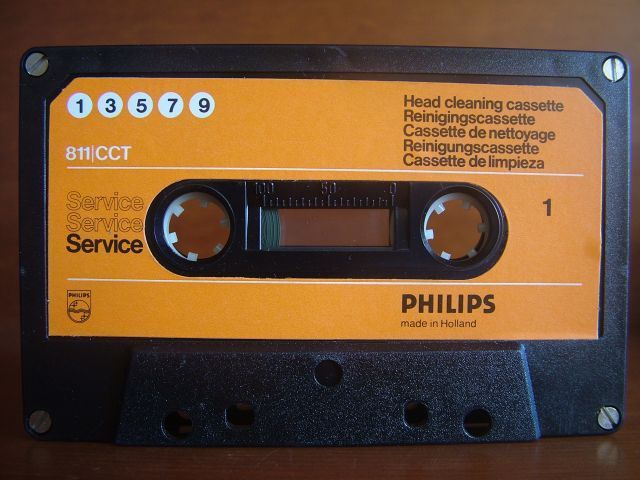 1 3 5 7 9
811|CCT
Head cleaning cassette
Reinigingscassette
Cassette de nettoyage
Reinigungscassette
Cassette de limpieza
Service
Service
Service
100 50 0
1
PHILIPS
PHILIPS
made in Holland